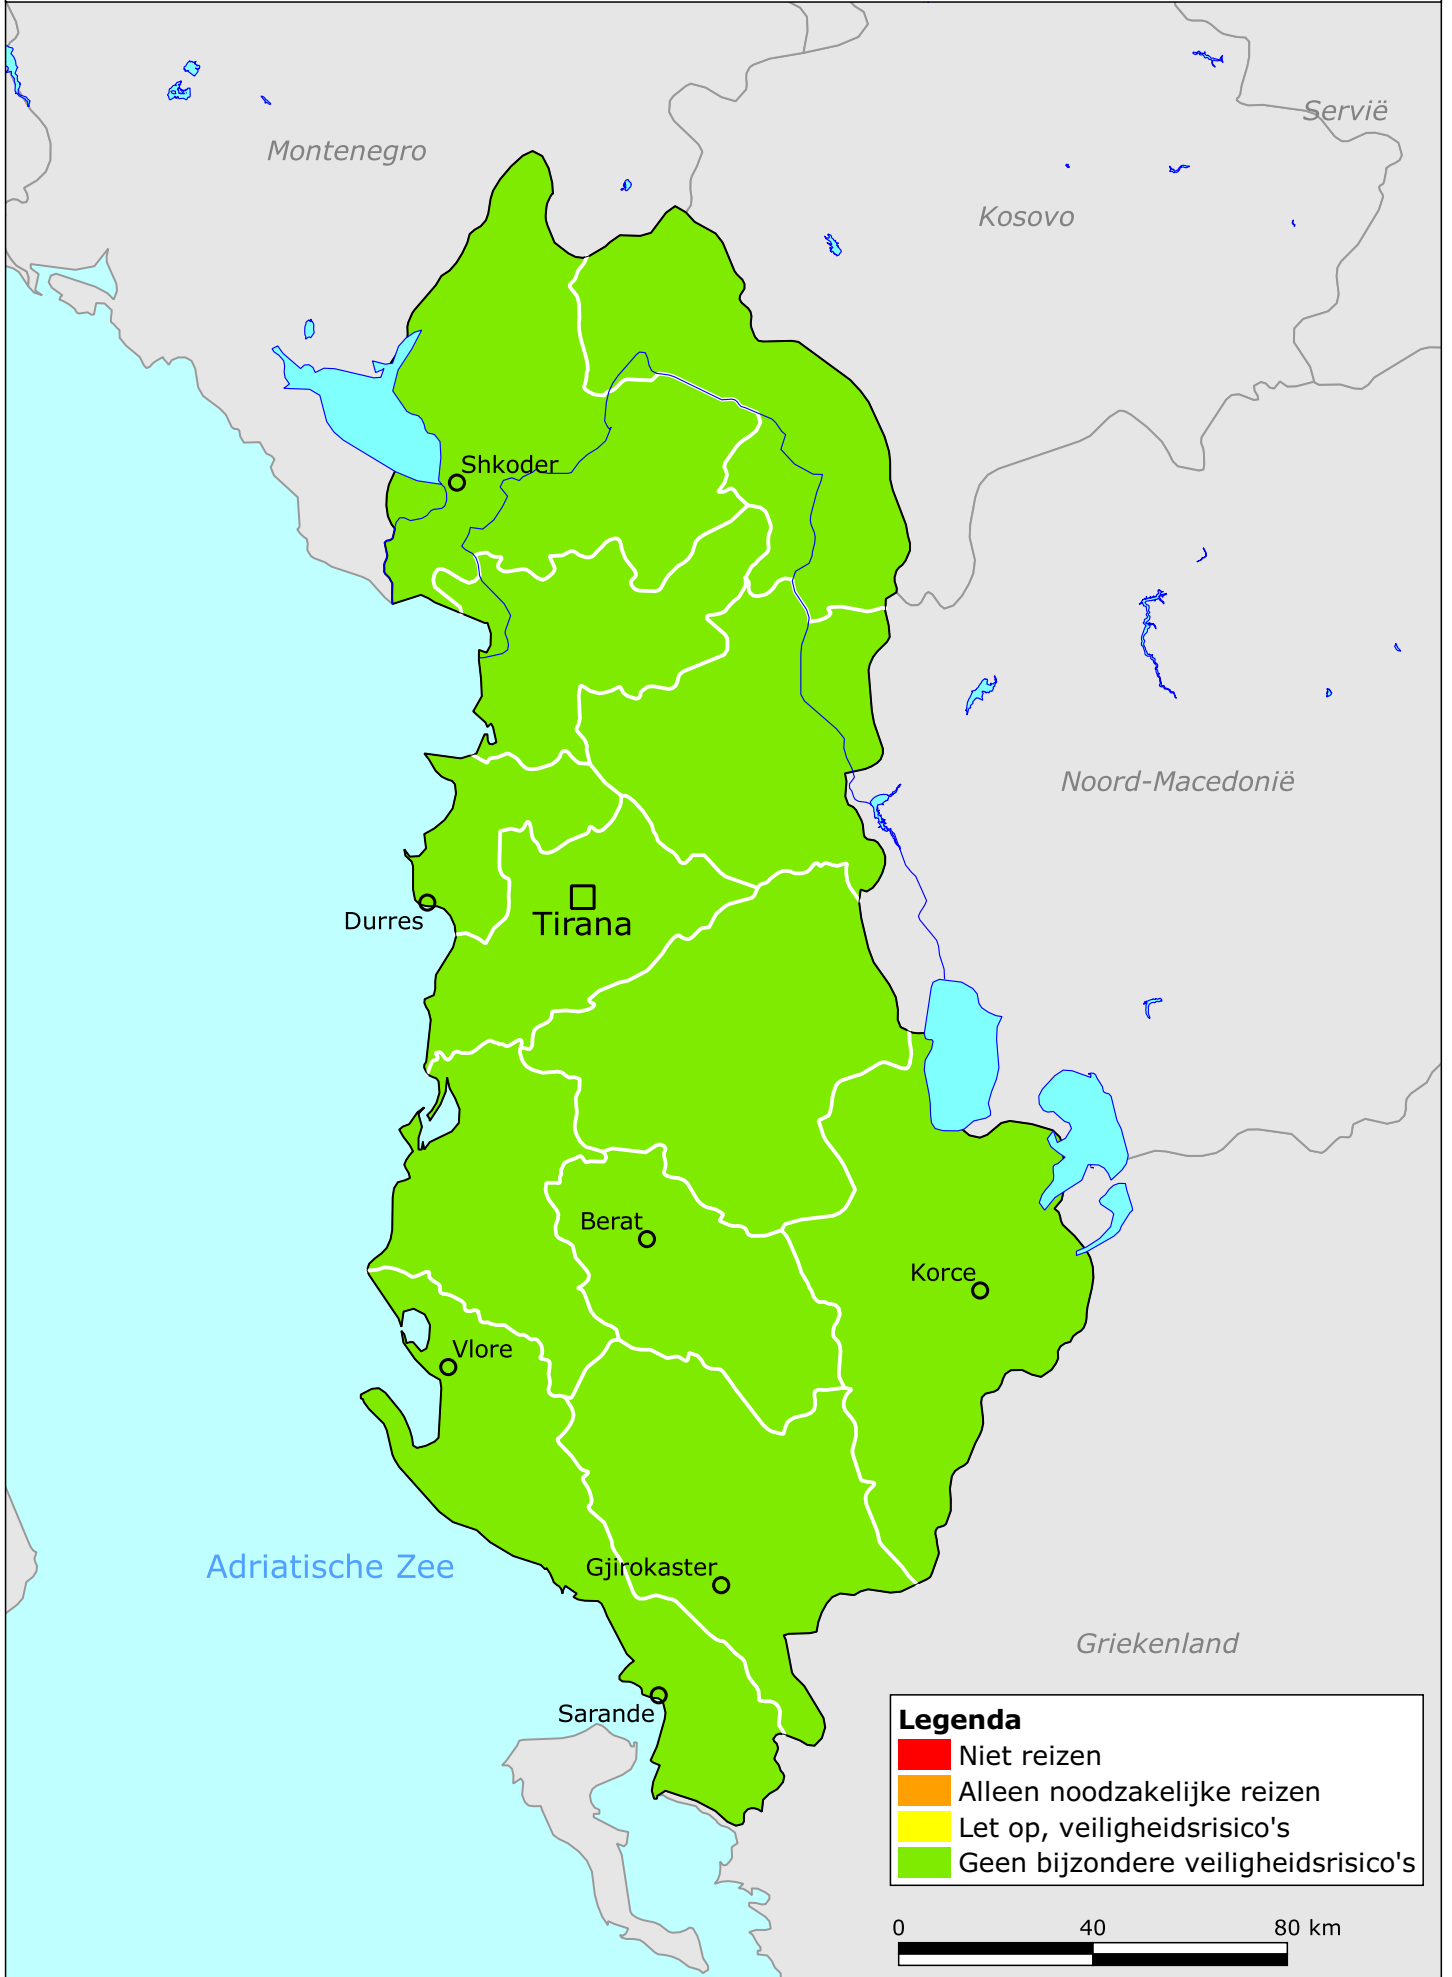 Servië
Montenegro
Kosovo
Shkoder
Noord-Macedonië
Durres
Tirana
Berat
Korce
Vlore
Adriatische Zee
Gjirokaster
Griekenland
Sarande
Legenda
Niet reizen
Alleen noodzakelijke reizen
Let op, veiligheidsrisico's
Geen bijzondere veiligheidsrisico's
0 40 80 km